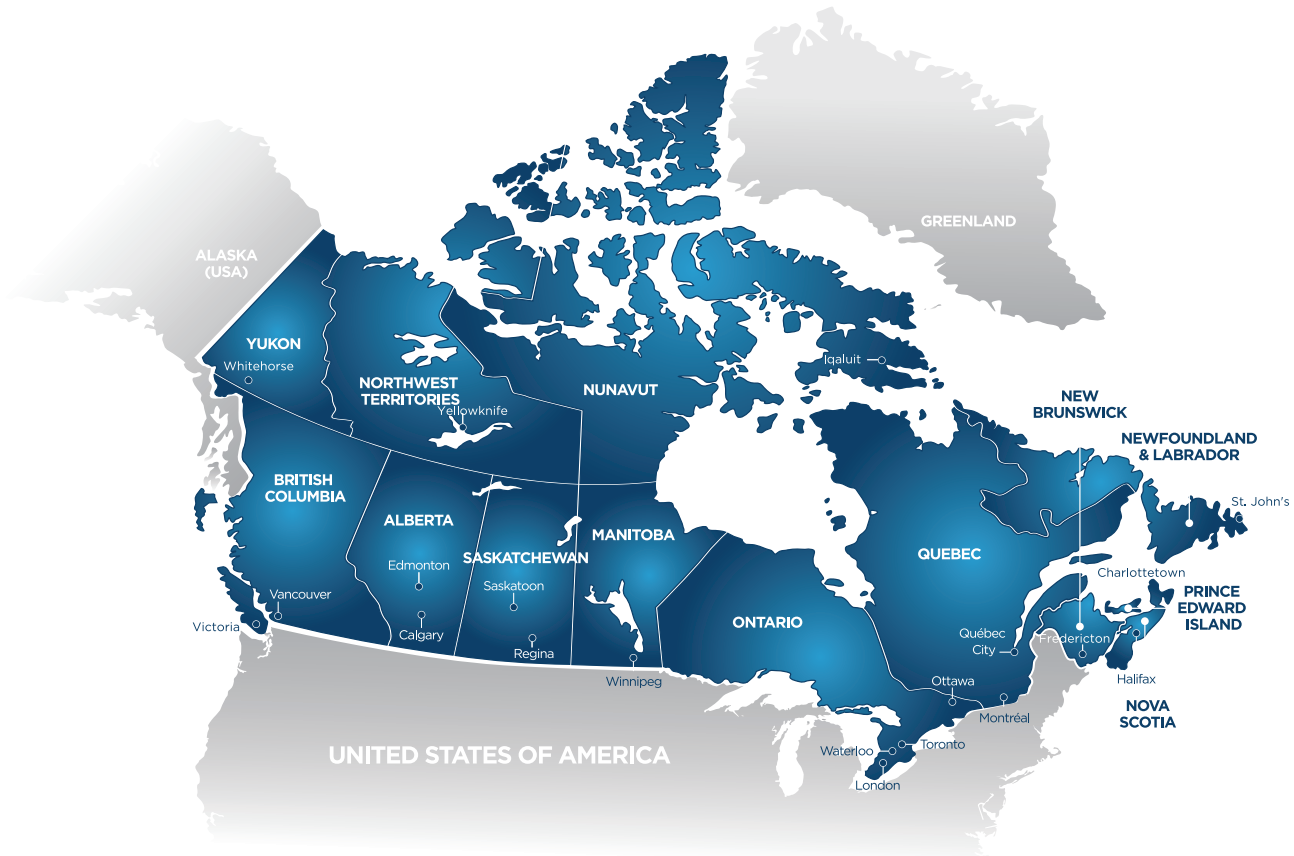 GREENLAND
ALASKA
(USA)
YUKON
Whitehorse
NORTHWEST
TERRITORIES
Yellowknife
NUNAVUT
Iqaluit
NEW
BRUNSWICK
NEWFOUNDLAND
& LABRADOR
St. John's
BRITISH
COLUMBIA
ALBERTA
Edmonton
Calgary
SASKATCHEWAN
Saskatoon
Regina
MANITOBA
Winnipeg
Vancouver
Victoria
ONTARIO
QUEBEC
Québec
City
Charlottetown
PRINCE
EDWARD
ISLAND
Fredericton
Halifax
NOVA
SCOTIA
Ottawa
Montréal
Toronto
Waterloo
London
UNITED STATES OF AMERICA